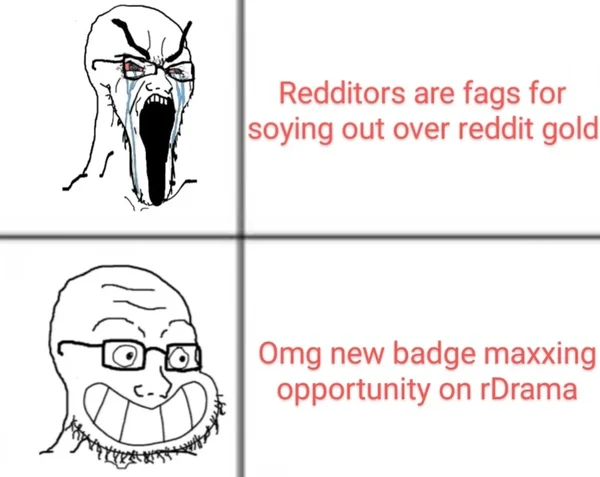 Redditors are fags for
soying out over reddit gold
Omg new badge maxxing
opportunity on rDrama